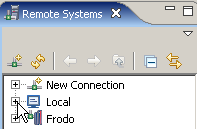 Remote Systems
New Connection
Local
Frodo